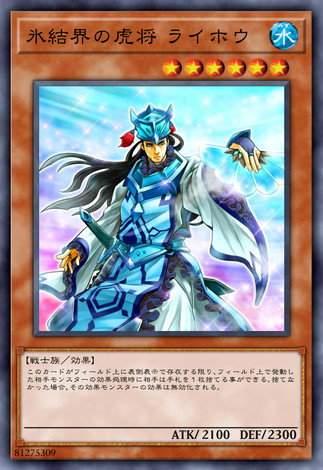 氷結界の虎将 ライホウ
水
【戦士族／効果】
このカードがフィールド上に表側表示で存在する限り、フィールド上で発動し
た相手モンスターの効果処理時に相手は手札を１枚捨てる事ができる。捨てな
かった場合、その効果モンスターの効果は無効化される。
ATK/ 2100 DEF/ 2300
81275309